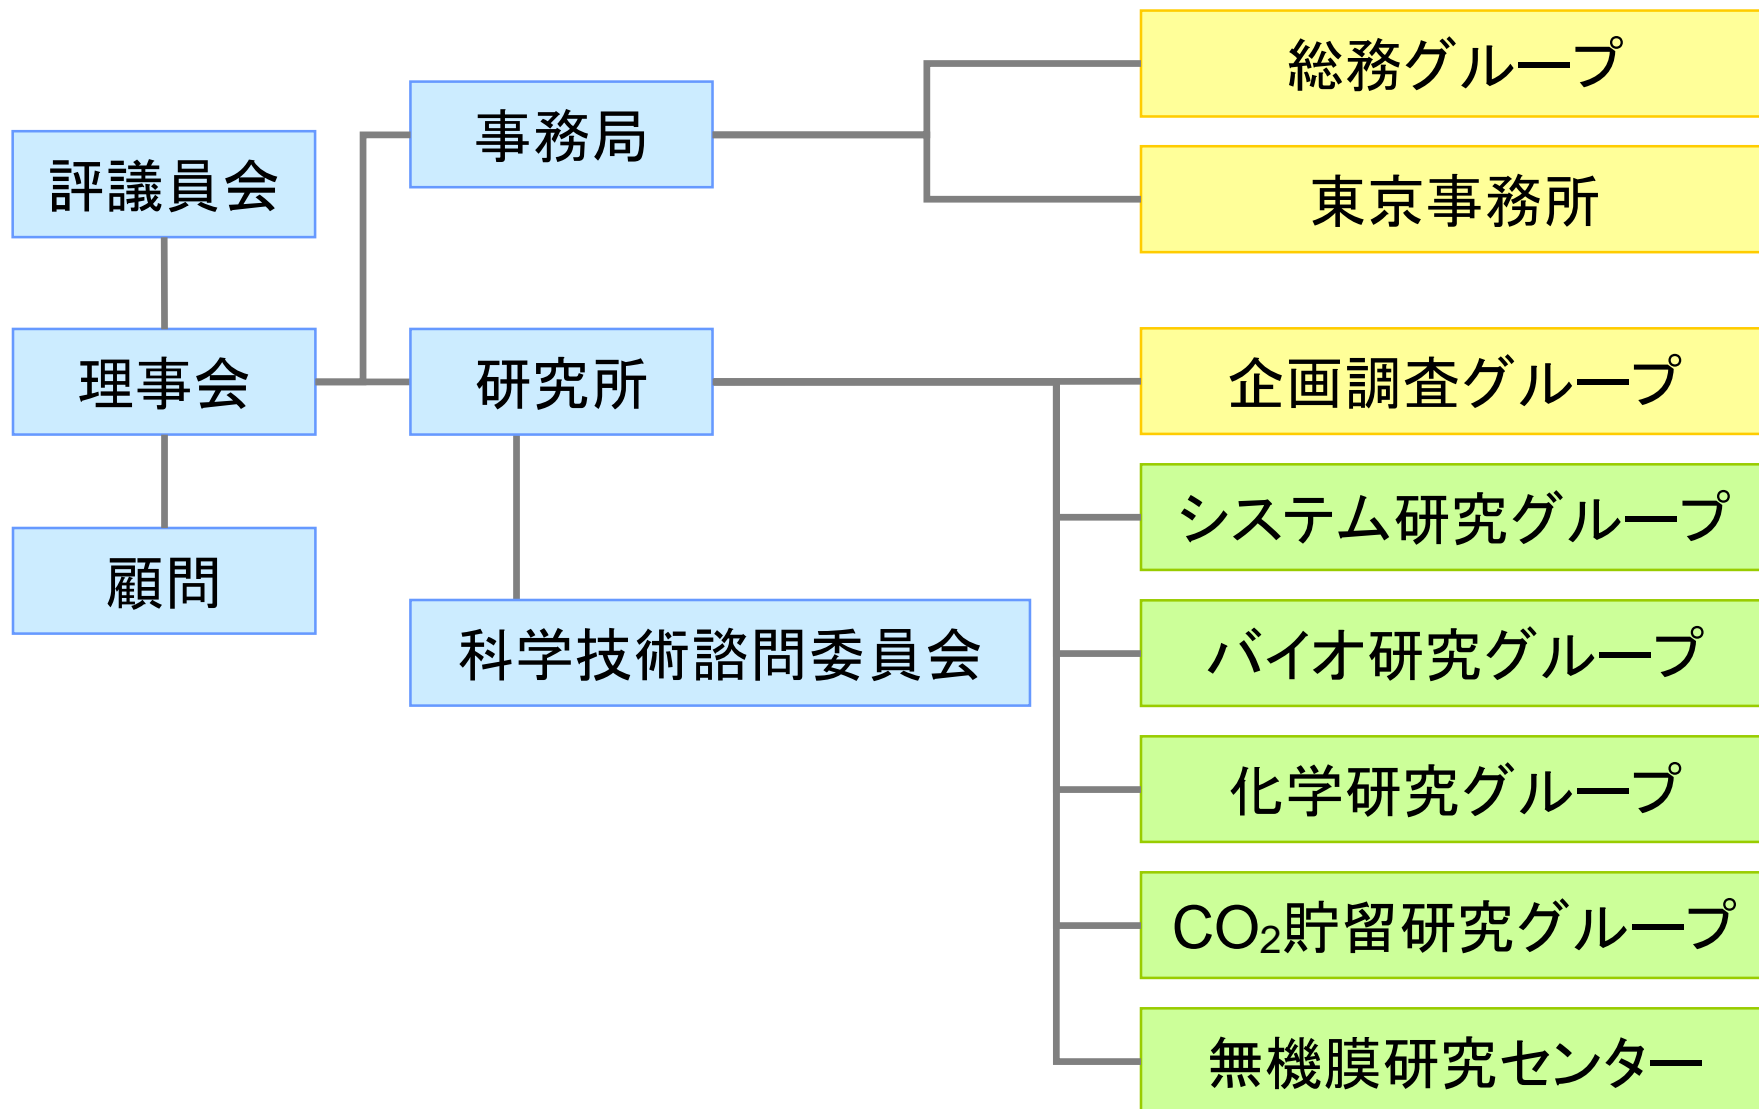 総務グループ
事務局
評議員会
東京事務所
理事会
研究所
企画調査グループ
システム研究グループ
顧問
科学技術諮問委員会
バイオ研究グループ
化学研究グループ
CO₂貯留研究グループ
無機膜研究センター